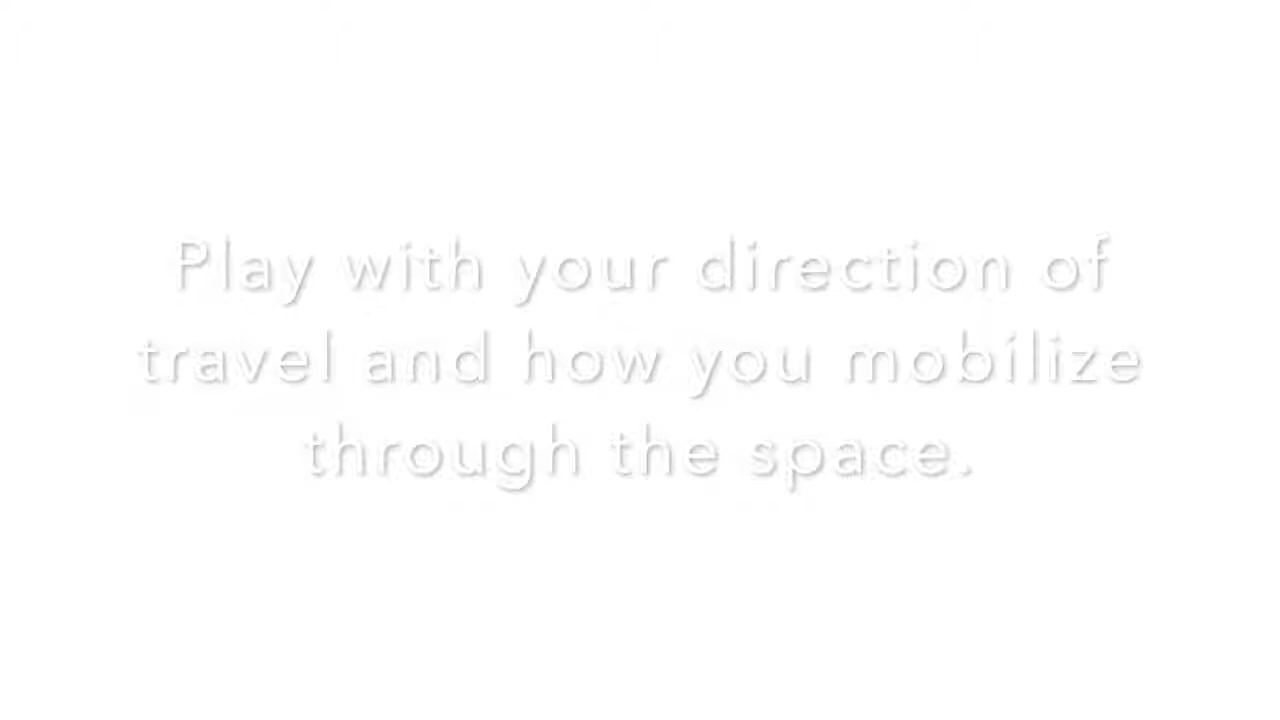 Play with your direction of
travel and how you mobilize
through the space.